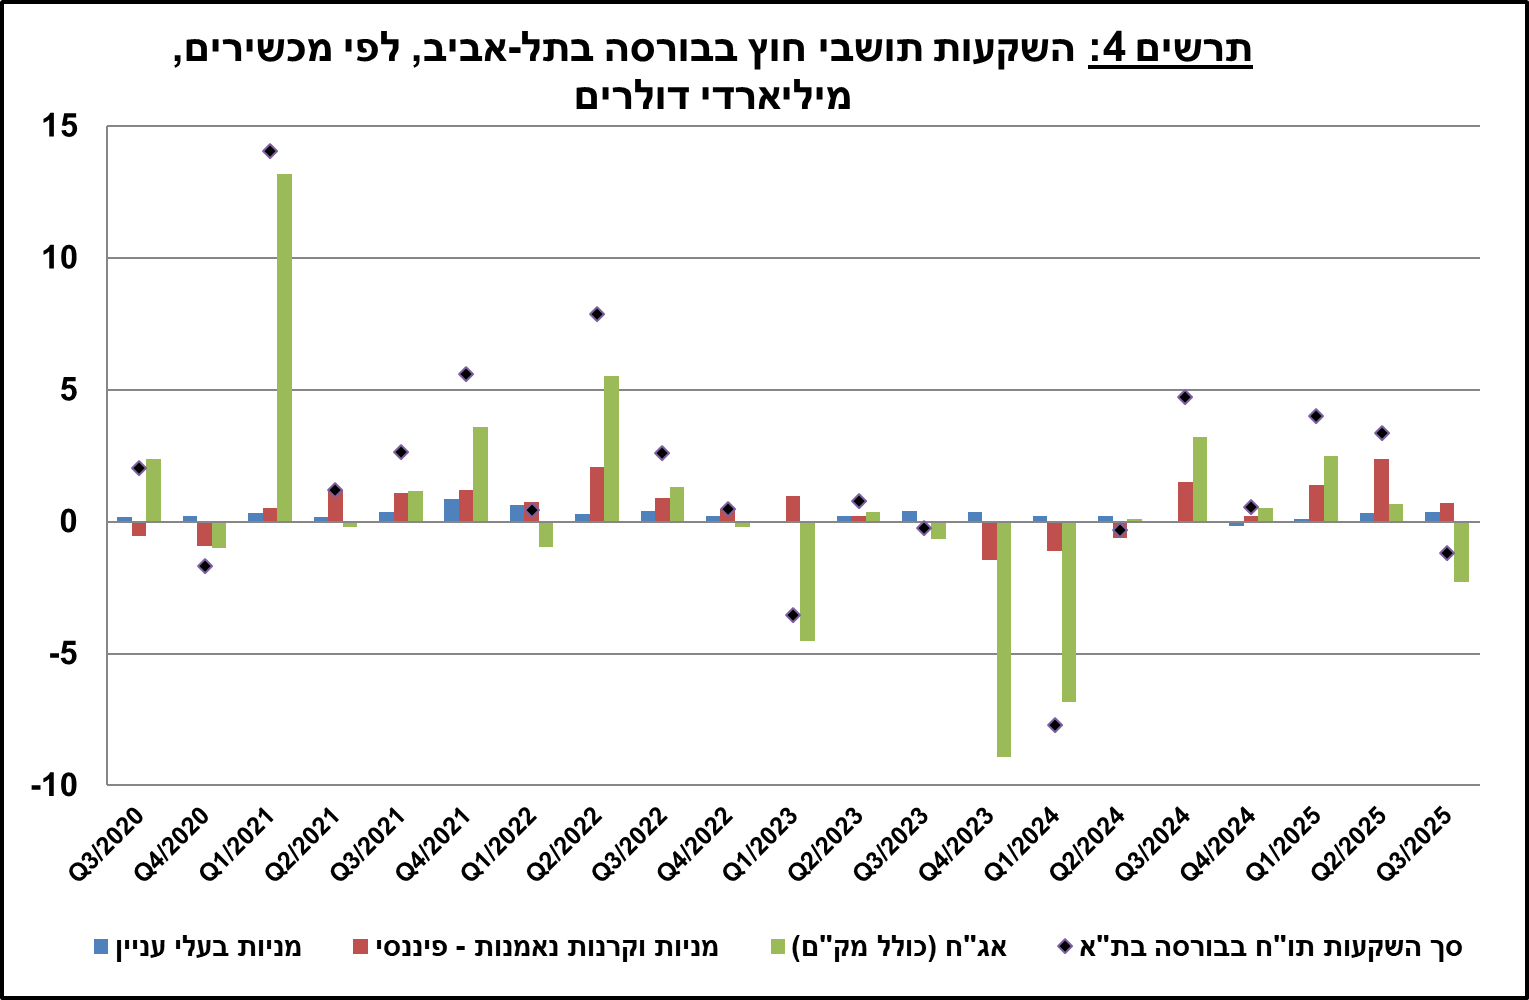 תרשים 4: השקעות תושבי חוץ בבורסה בתל-אביב, לפי מכשירים,
מיליארדי דולרים
15
10
5
0
-5
-10
Q3/2020
Q4/2020
Q1/2021
Q2/2021
Q3/2021
Q4/2021
Q1/2022
Q2/2022
Q3/2022
Q4/2022
Q1/2023
Q2/2023
Q3/2023
Q4/2023
Q1/2024
Q2/2024
Q3/2024
Q4/2024
Q1/2025
Q2/2025
Q3/2025
מניות בעלי עניין
מניות וקרנות נאמנות - פיננסי
אג"ח (כולל מק"ם)
סך השקעות תו"ח בבורסה בת"א